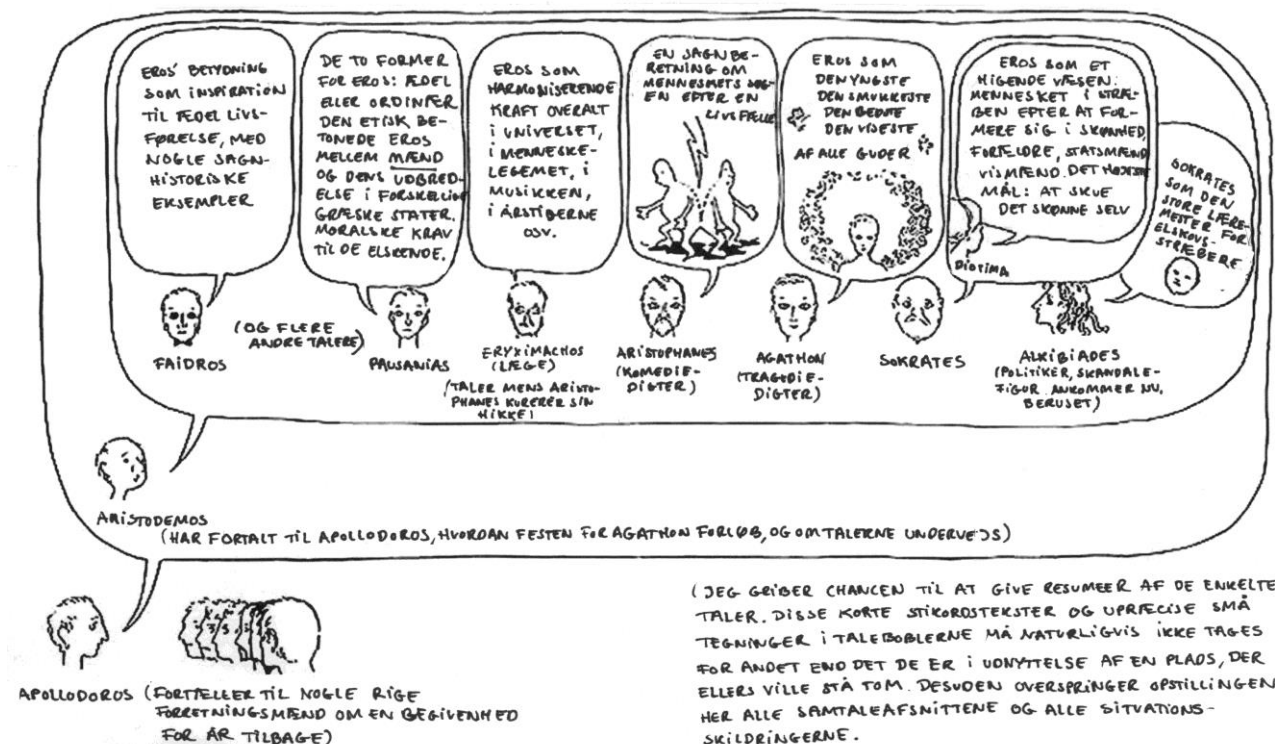 EROS' BETYDNING
SOM INSPIRATION
TIL ÆDEL LIVS-
FØRELSE, MED
NOGLE SAGN-
HISTORISKE
EKSEMPLER
DE TO FORMER
FOR EROS: ÆDEL
ELLER ORDINÆR
DEN ETISK BE-
TONEDE EROS
MELLEM MÆND
OG DENS UDBRED-
ELSE I FORSKELLIGE
GRÆSKE STATER.
MORALSKE KRAV
TIL DE ELSKENDE.
EROS SOM
HARMONISERENDE
KRAFT OVERALT
I UNIVERSET,
I MENNESKE-
LEGEMET, I
MUSIKKEN,
I ÅRSTIDERNE
OSV.
EN SAGNBE-
RETNING OM
MENNESKETS SØG-
EN EFTER EN
LIVSFÆLLE
EROS SOM
DEN YNGSTE
DEN SMUKKESTE
DEN BEDSTE
DEN VISESTE
AF ALLE GUDER
EROS SOM ET
HIGENDE VÆSEN:
MENNESKET I STRÆ-
BEN EFTER AT FOR-
MERE SIG I SKØNHED,
FORÆLDRE, STATSMÆND
VISMÆND. DET HØJESTE
MÅL: AT SKUE
DET SKØNNE SELV
DIOTIMA
SOKRATES
SOM DEN
STORE LÆRE-
MESTER FOR
ELSKOVS-
STRÆBERE
FAIDROS
(OG FLERE
ANDRE TALERE)
PAUSANIAS
ERYXIMACHOS
(LÆGE)
(TALER MENS ARISTO-
PHANES KURERER SIN
HIKKE)
ARISTOPHANES
(KOMEDIE-
DIGTER)
AGATHON
(TRAGEDIE-
DIGTER)
SOKRATES
ALKIBIADES
(POLITIKER, SKANDALE-
FIGUR. ANKOMMER NU,
BERUSET)
ARISTODEMOS
(HAR FORTALT TIL APOLLODOROS, HVORDAN FESTEN FOR AGATHON FORLØB, OG OM TALERNE UNDERVEJS)
APOLLODOROS (FORTÆLLER TIL NOGLE RIGE
FORRETNINGSMÆND OM EN BEGIVENHED
FOR ÅR TILBAGE)
(JEG GRIBER CHANCEN TIL AT GIVE RESUMEER AF DE ENKELTE
TALER. DISSE KORTE STIKORDSTEKSTER OG UPRÆCISE SMÅ
TEGNINGER I TALEBOBLERNE MÅ NATURLIGVIS IKKE TAGES
FOR ANDET END DET DE ER I UDNYTTELSE AF EN PLADS, DER
ELLERS VILLE STÅ TOM. DESUDEN OVERSPRINGER OPSTILLINGEN
HER ALLE SAMTALEAFSNITTENE OG ALLE SITUATIONS-
SKILDRINGERNE.